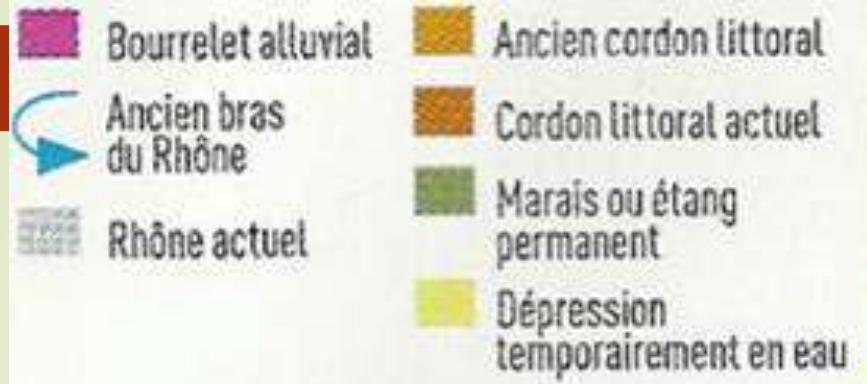 Bourrelet alluvial
Ancien bras
du Rhône
Rhône actuel
Ancien cordon littoral
Cordon littoral actuel
Marais ou étang
permanent
Dépression
temporairement en eau